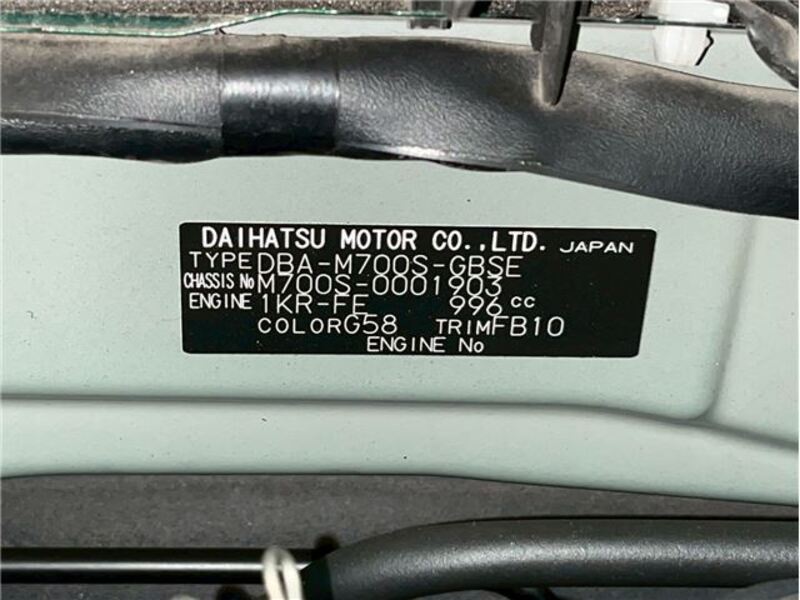 DAIHATSU MOTOR CO.,LTD. JAPAN
TYPE DBA-M700S-GBSE
CHASSIS No M700S-0001903
ENGINE 1KR-FE 996 cc
COLOR G58 TRIM FB10
ENGINE No